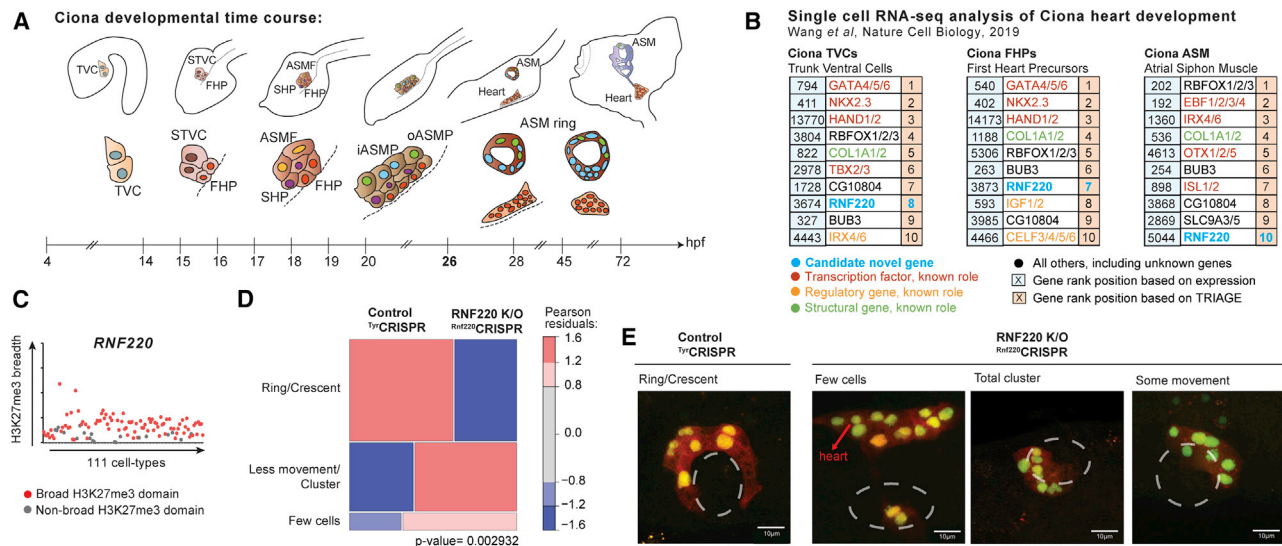 A
Ciona developmental time course:
TVC
STVC
FHP
ASMF
SHP
FHP
ASM
Heart
ASM
Heart
TVC
STVC
FHP
ASMF
SHP
FHP
iASMP
oASMP
ASM ring
hpf
4 14 16 18 19 20 26 28 45 72
B
Single cell RNA-seq analysis of Ciona heart development
Wang et al, Nature Cell Biology, 2019
Ciona TVCs
Trunk Ventral Cells
794 GATA4/5/6 1
411 NKX2.3 2
13770 HAND1/2 3
3804 RBFOX1/2/3 4
822 COL1A1/2 5
2978 TBX2/3 6
1728 CG10804 7
3674 RNF220 8
327 BUB3 9
4443 IRX4/6 10
Ciona FHPs
First Heart Precursors
540 GATA4/5/6 1
402 NKX2.3 2
14173 HAND1/2 3
1188 COL1A1/2 4
5306 RBFOX1/2/3 5
263 BUB3 6
3873 RNF220 7
593 IGF1/2 8
3985 CG10804 9
4466 CELF3/4/5/6 10
Ciona ASM
Atrial Siphon Muscle
202 RBFOX1/2/3 1
192 EBF1/2/3/4 2
1360 IRX4/6 3
536 COL1A1/2 4
4613 OTX1/2/5 5
254 BUB3 6
898 ISL1/2 7
3868 CG10804 8
2869 SLC9A3/5 9
5044 RNF220 10
Candidate novel gene
Transcription factor, known role
Regulatory gene, known role
Structural gene, known role
All others, including unknown genes
X Gene rank position based on expression
X Gene rank position based on TRIAGE
C
RNF220
H3K27me3 breadth
111 cell-types
Broad H3K27me3 domain
Non-broad H3K27me3 domain
D
Control
TyrCRISPR
RNF220 K/O
Rnf220CRISPR
Pearson
residuals:
1.6
1.2
0.8
0.0
−0.8
−1.2
−1.6
Ring/Crescent
Less movement/
Cluster
Few cells
p-value= 0.002932
E
Control
TyrCRISPR
RNF220 K/O
Rnf220CRISPR
Ring/Crescent
Few cells
Total cluster
Some movement
heart
10μm
10μm
10μm
10μm